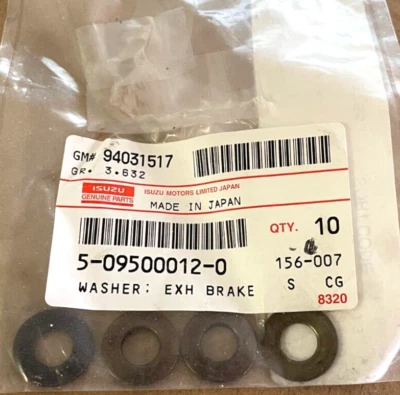 GM# 94031517
GR. 3.632
ISUZU
GENUINE PARTS
ISUZU MOTORS LIMITED JAPAN
MADE IN JAPAN
QTY. 10
5-09500012-0
156-007
WASHER; EXH BRAKE
S CG
8320